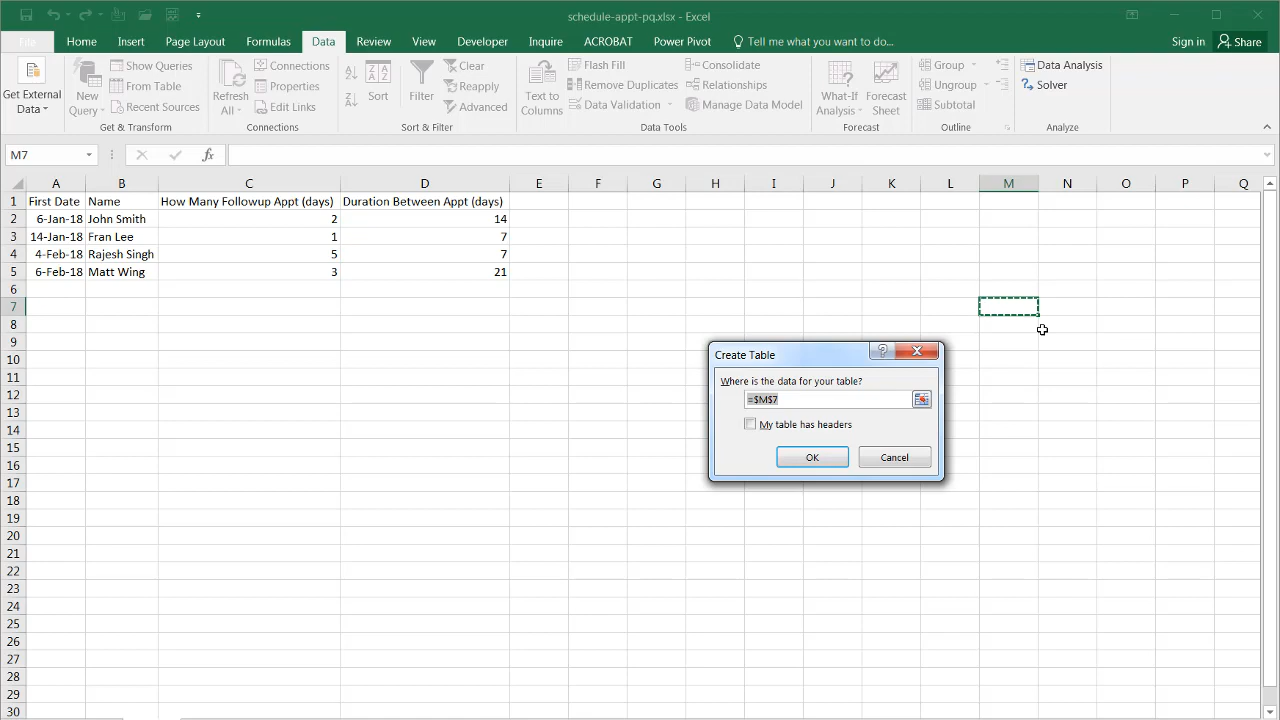 schedule-appt-pq.xlsx - Excel
File Home Insert Page Layout Formulas Data Review View Developer Inquire ACROBAT Power Pivot Tell me what you want to do... Sign in Share
Get External Data
New Query
Show Queries
From Table
Recent Sources
Get & Transform
Refresh All
Connections
Properties
Edit Links
Connections
Sort
Filter
Clear
Reapply
Advanced
Sort & Filter
Text to Columns
Flash Fill
Remove Duplicates
Data Validation
Consolidate
Relationships
Manage Data Model
Data Tools
What-If Analysis
Forecast Sheet
Forecast
Group
Ungroup
Subtotal
Outline
Data Analysis
Solver
Analyze
M7 fx
A B C D E F G H I J K L M N O P Q
1 First Date Name How Many Followup Appt (days) Duration Between Appt (days)
2 6-Jan-18 John Smith 2 14
3 14-Jan-18 Fran Lee 1 7
4 4-Feb-18 Rajesh Singh 5 7
5 6-Feb-18 Matt Wing 3 21
6
7
8
9
10
11
12
13
14
15
16
17
18
19
20
21
22
23
24
25
26
27
28
29
30
Create Table
?
X
Where is the data for your table?
=$M$7
My table has headers
OK Cancel